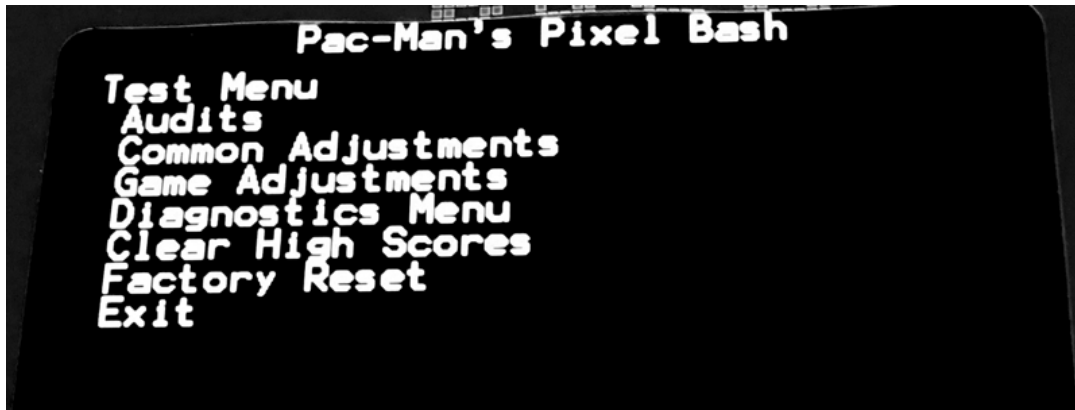 Pac-Man's Pixel Bash
Test Menu
Audits
Common Adjustments
Game Adjustments
Diagnostics Menu
Clear High Scores
Factory Reset
Exit